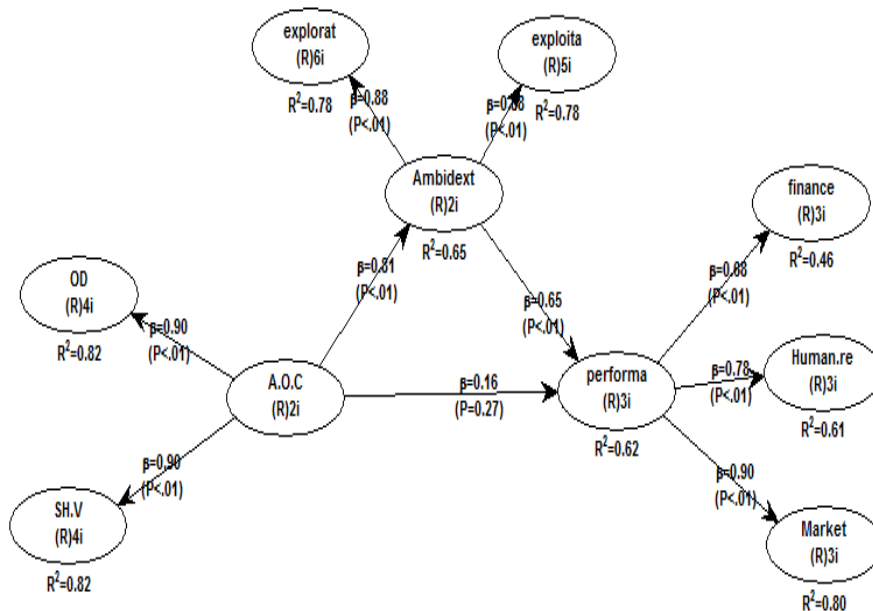 explorat
(R)6i
R²=0.78
exploita
(R)5i
R²=0.78
β=0.88
(P<.01)
β=0.88
(P<.01)
Ambidext
(R)2i
R²=0.65
finance
(R)3i
R²=0.46
OD
(R)4i
R²=0.82
β=0.81
(P<.01)
β=0.65
(P<.01)
β=0.68
(P<.01)
β=0.90
(P<.01)
A.O.C
(R)2i
β=0.16
(P=0.27)
performa
(R)3i
R²=0.62
β=0.78
(P<.01)
Human.re
(R)3i
R²=0.61
β=0.90
(P<.01)
β=0.90
(P<.01)
SH.V
(R)4i
R²=0.82
Market
(R)3i
R²=0.80